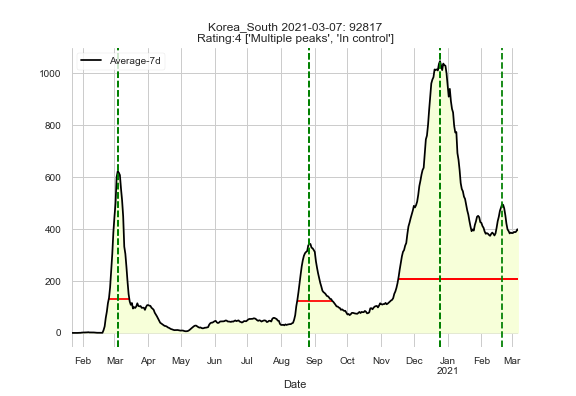 Korea_South 2021-03-07: 92817
Rating:4 ['Multiple peaks', 'In control']
Average-7d
1000
800
600
400
200
0
Feb Mar Apr May Jun Jul Aug Sep Oct Nov Dec Jan Feb Mar
2021
Date